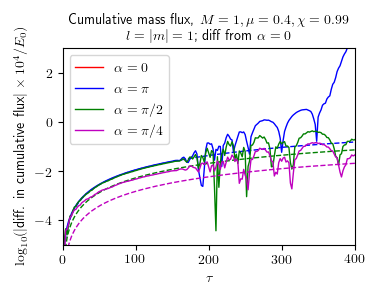 Cumulative mass flux, $M = 1, \mu = 0.4, \chi = 0.99$
$l = |m| = 1$; diff from $\alpha = 0$
$\log_{10}(|$diff. in cumulative flux$| \times 10^4/E_0)$
2
0
−2
−4
$\alpha = 0$
$\alpha = \pi$
$\alpha = \pi/2$
$\alpha = \pi/4$
0 100 200 300 400
$\tau$